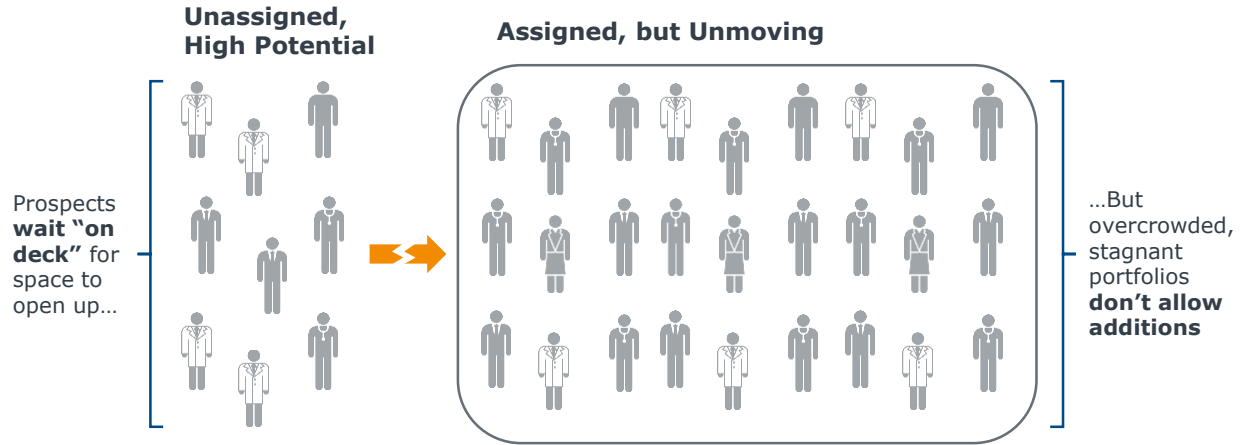 Unassigned,
High Potential
Assigned, but Unmoving
Prospects
wait “on
deck” for
space to
open up…
…But
overcrowded,
stagnant
portfolios
don’t allow
additions